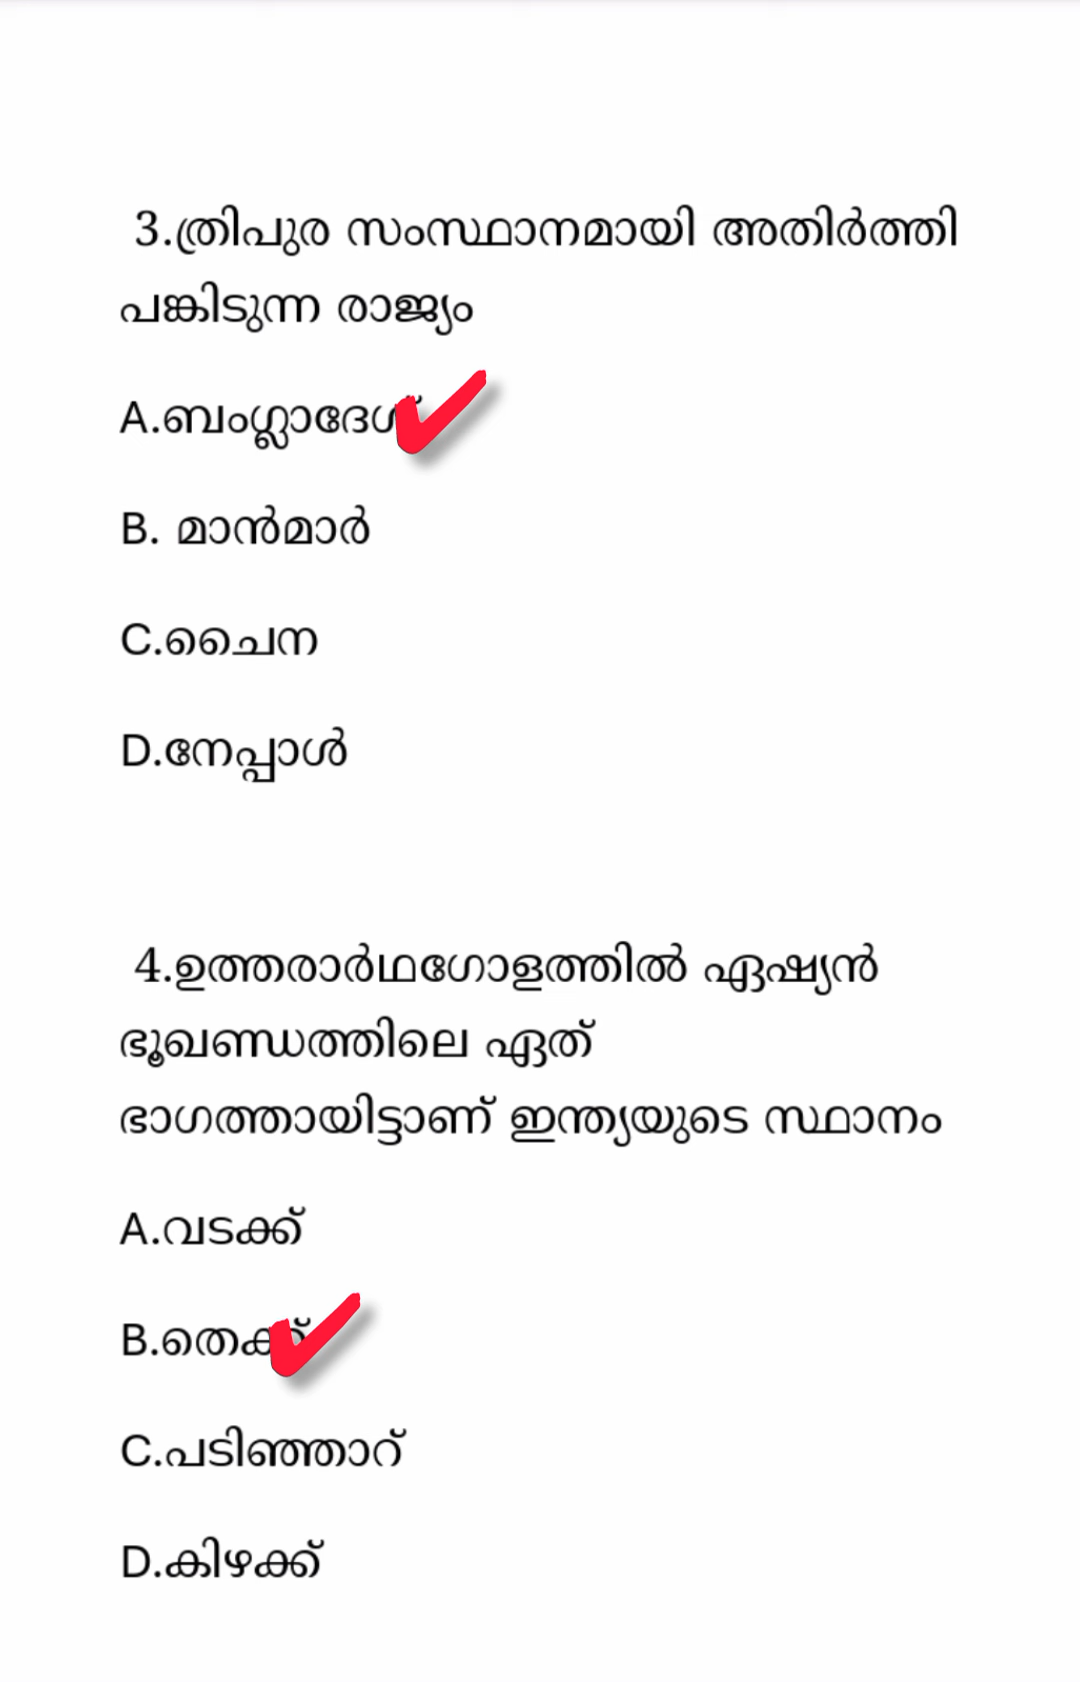 3.ത്രിപുര സംസ്ഥാനമായി അതിർത്തി
പങ്കിടുന്ന രാജ്യം
A.ബംഗ്ലാദേശ്
B. മാൻമാർ
C.ചൈന
D.നേപ്പാൾ
4.ഉത്തരാർഥഗോളത്തിൽ ഏഷ്യൻ
ഭൂഖണ്ഡത്തിലെ ഏത്
ഭാഗത്തായിട്ടാണ് ഇന്ത്യയുടെ സ്ഥാനം
A.വടക്ക്
B.തെക്ക്
C.പടിഞ്ഞാറ്
D.കിഴക്ക്